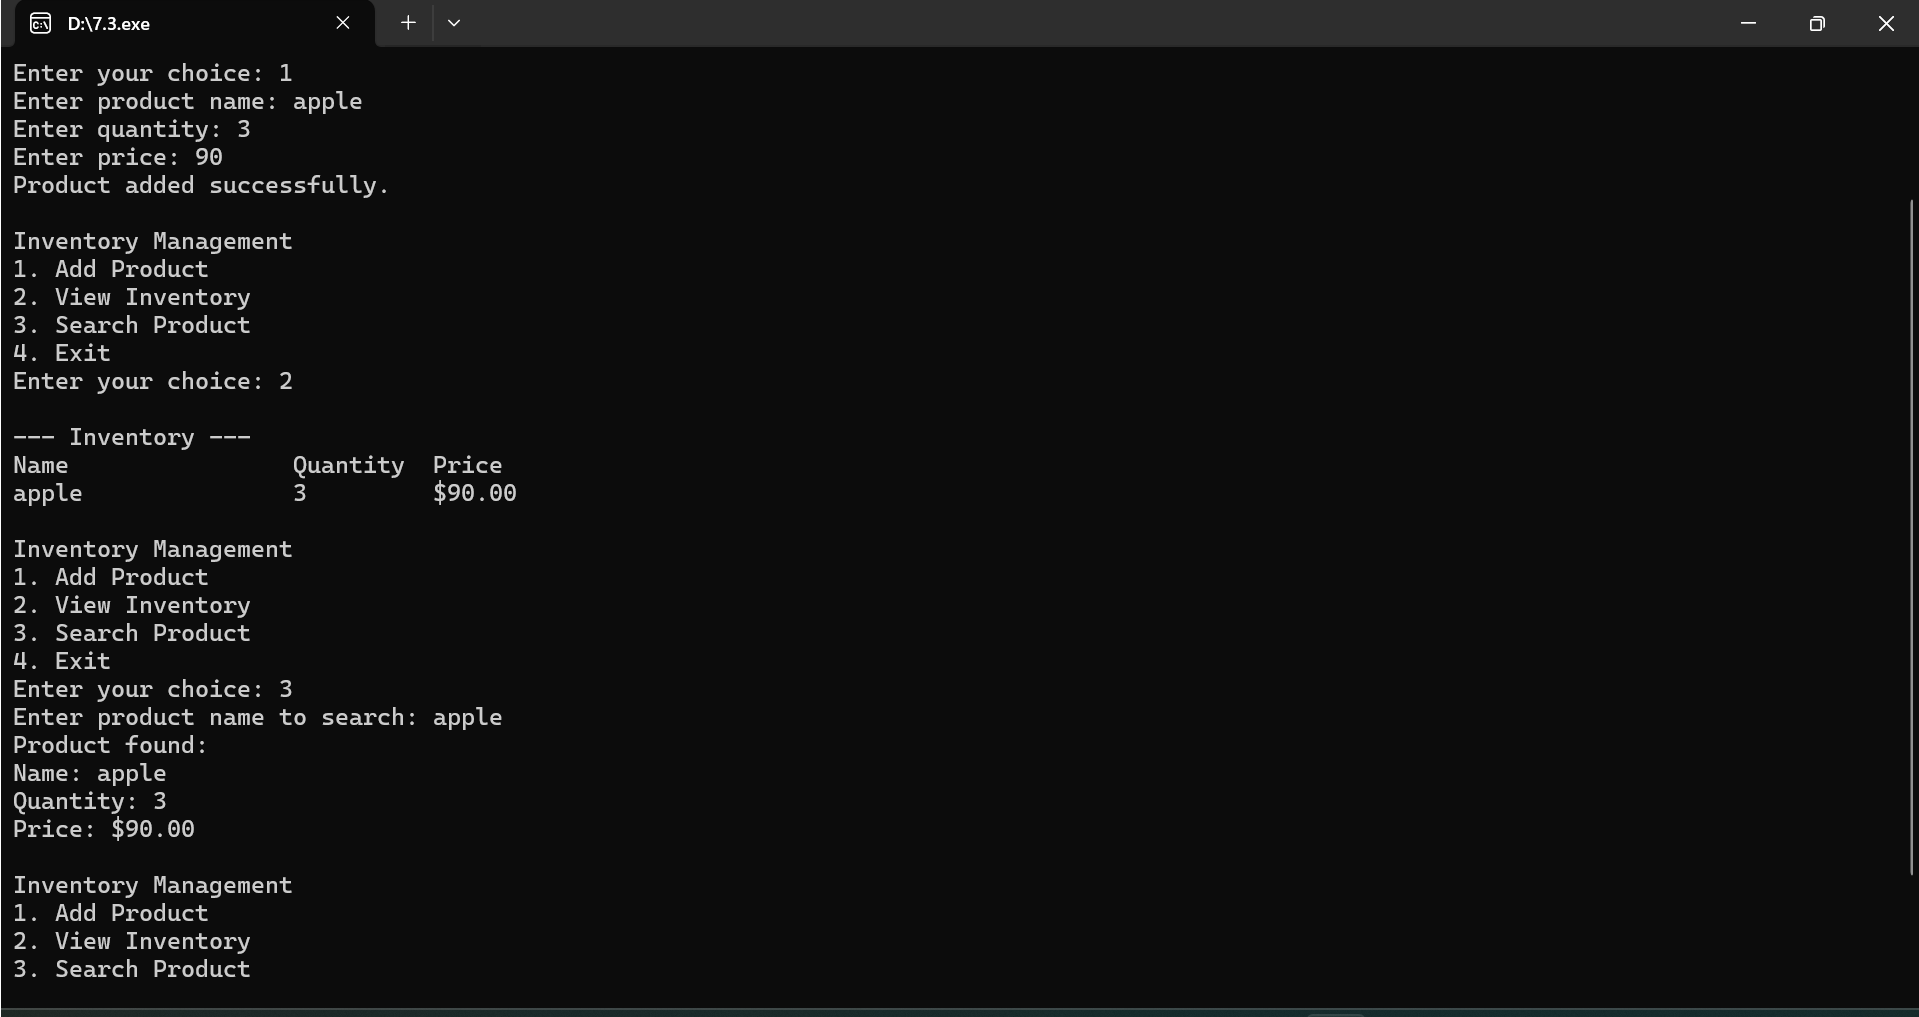 D:\7.3.exe
Enter your choice: 1
Enter product name: apple
Enter quantity: 3
Enter price: 90
Product added successfully.
Inventory Management
1. Add Product
2. View Inventory
3. Search Product
4. Exit
Enter your choice: 2
--- Inventory ---
Name                Quantity  Price
apple               3         $90.00
Inventory Management
1. Add Product
2. View Inventory
3. Search Product
4. Exit
Enter your choice: 3
Enter product name to search: apple
Product found:
Name: apple
Quantity: 3
Price: $90.00
Inventory Management
1. Add Product
2. View Inventory
3. Search Product